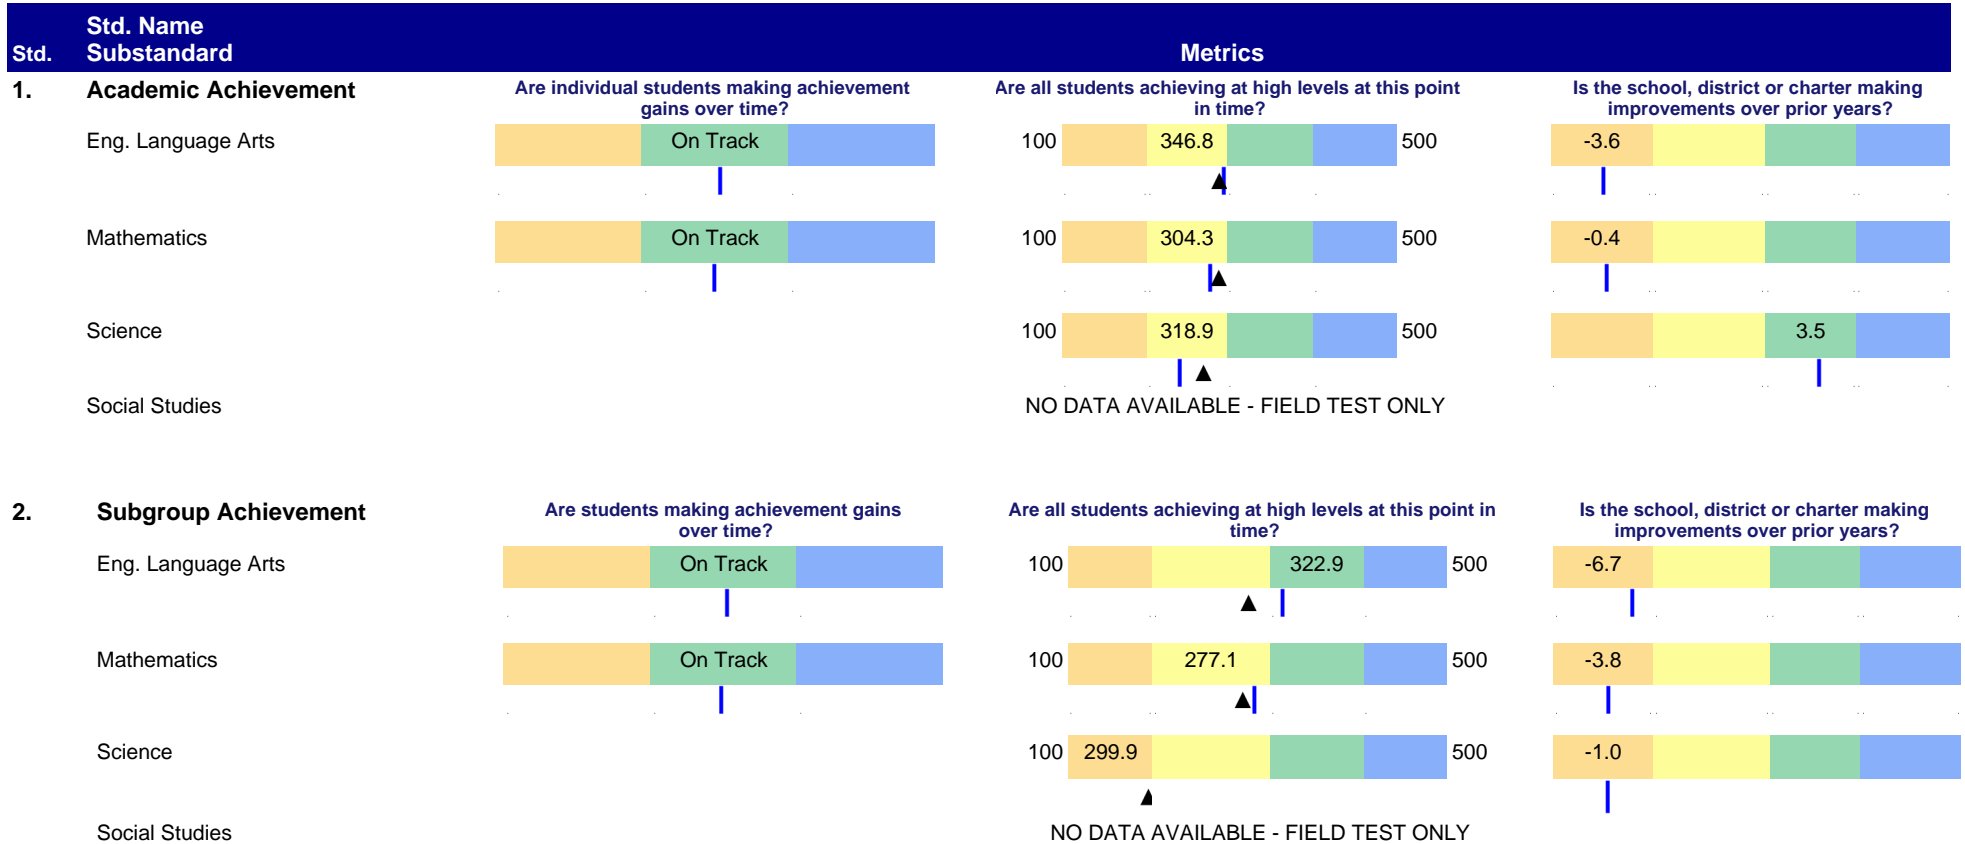 Std. Name
Std. Substandard Metrics
1. Academic Achievement
Are individual students making achievement
gains over time?
Are all students achieving at high levels at this point
in time?
Is the school, district or charter making
improvements over prior years?
Eng. Language Arts On Track 100 346.8 500 -3.6
Mathematics On Track 100 304.3 500 -0.4
Science 100 318.9 500 3.5
Social Studies NO DATA AVAILABLE - FIELD TEST ONLY
2. Subgroup Achievement
Are students making achievement gains
over time?
Are all students achieving at high levels at this point in
time?
Is the school, district or charter making
improvements over prior years?
Eng. Language Arts On Track 100 322.9 500 -6.7
Mathematics On Track 100 277.1 500 -3.8
Science 100 299.9 500 -1.0
Social Studies NO DATA AVAILABLE - FIELD TEST ONLY